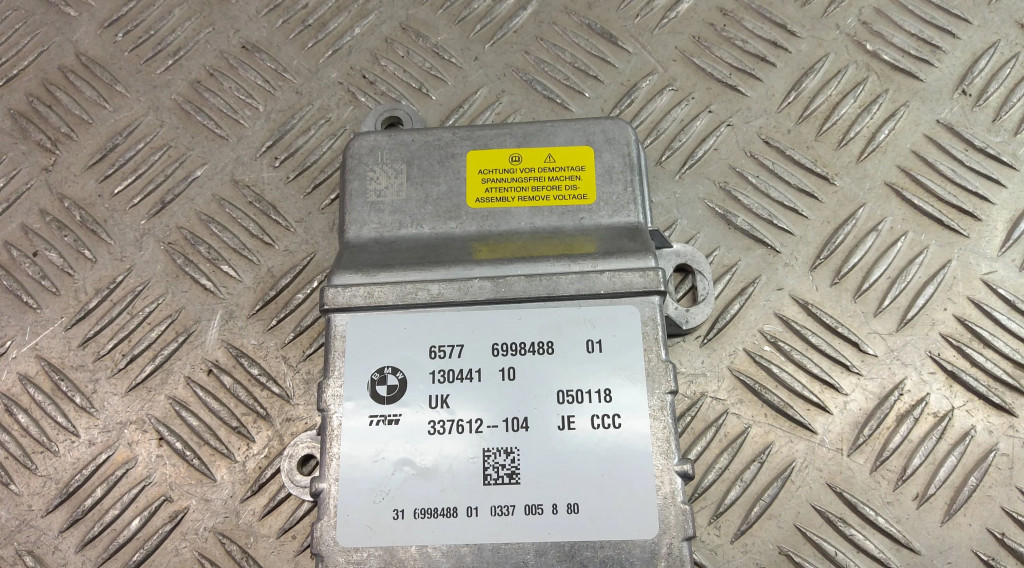 ACHTUNG! VOR DEMONTAGE
SPANNUNGSFREI MACHEN.
ATTENTION! BEFORE DIS-
ASSEMBLY REMOVE VOLTAGE.
6577 6998488 01
BMW
130441 10
UK 050118
TRW 337612--104 JE CCC
31 6998488 01 0337 005 8 80